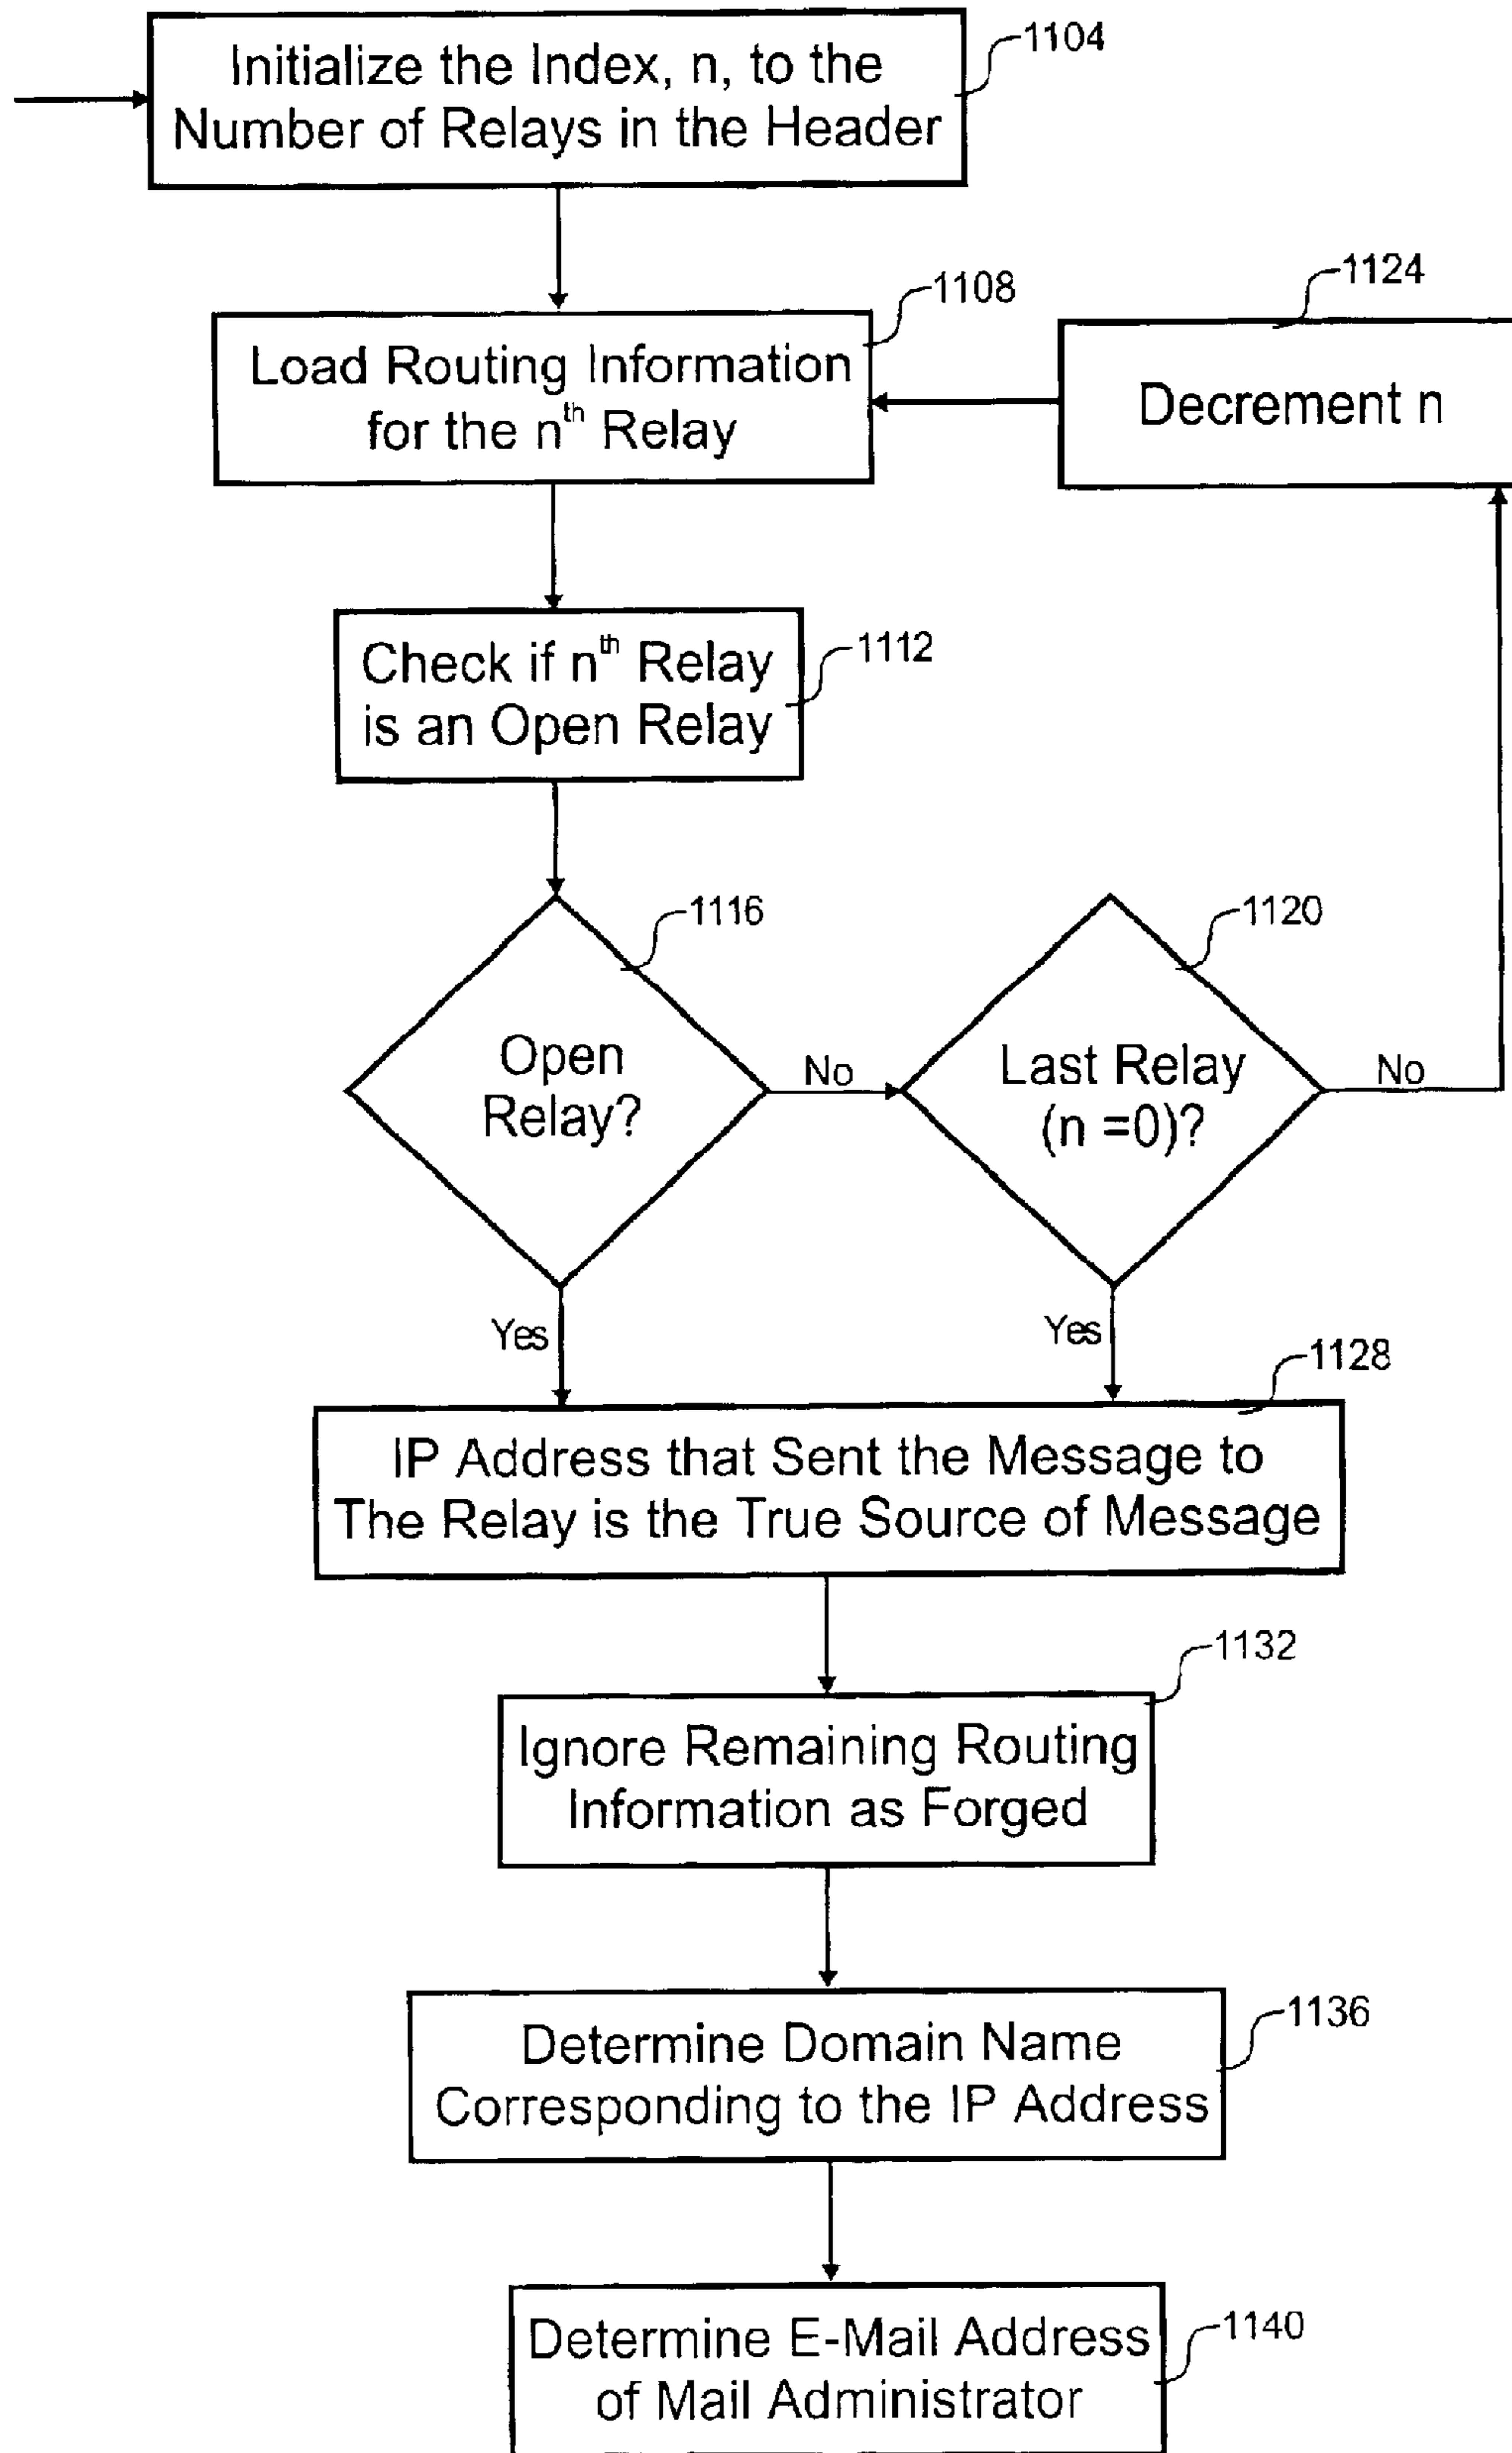 1104
Initialize the Index, n, to the
Number of Relays in the Header
1108
Load Routing Information
for the nth Relay
1124
Decrement n
1112
Check if nth Relay
is an Open Relay
1116
Open
Relay?
No
1120
Last Relay
(n =0)?
No
Yes
Yes
1128
IP Address that Sent the Message to
The Relay is the True Source of Message
1132
Ignore Remaining Routing
Information as Forged
1136
Determine Domain Name
Corresponding to the IP Address
1140
Determine E-Mail Address
of Mail Administrator